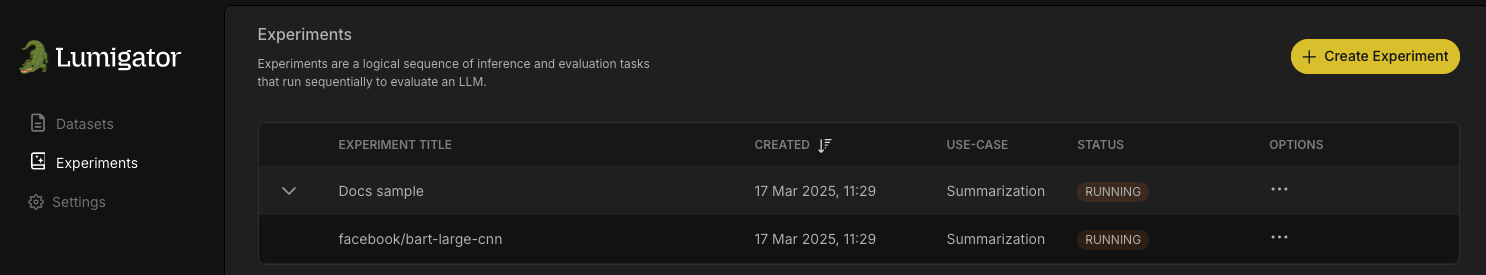 Lumigator
Datasets
Experiments
Settings
Experiments
Experiments are a logical sequence of inference and evaluation tasks
that run sequentially to evaluate an LLM.
Create Experiment
EXPERIMENT TITLE CREATED USE-CASE STATUS OPTIONS
Docs sample 17 Mar 2025, 11:29 Summarization RUNNING ...
facebook/bart-large-cnn 17 Mar 2025, 11:29 Summarization RUNNING ...